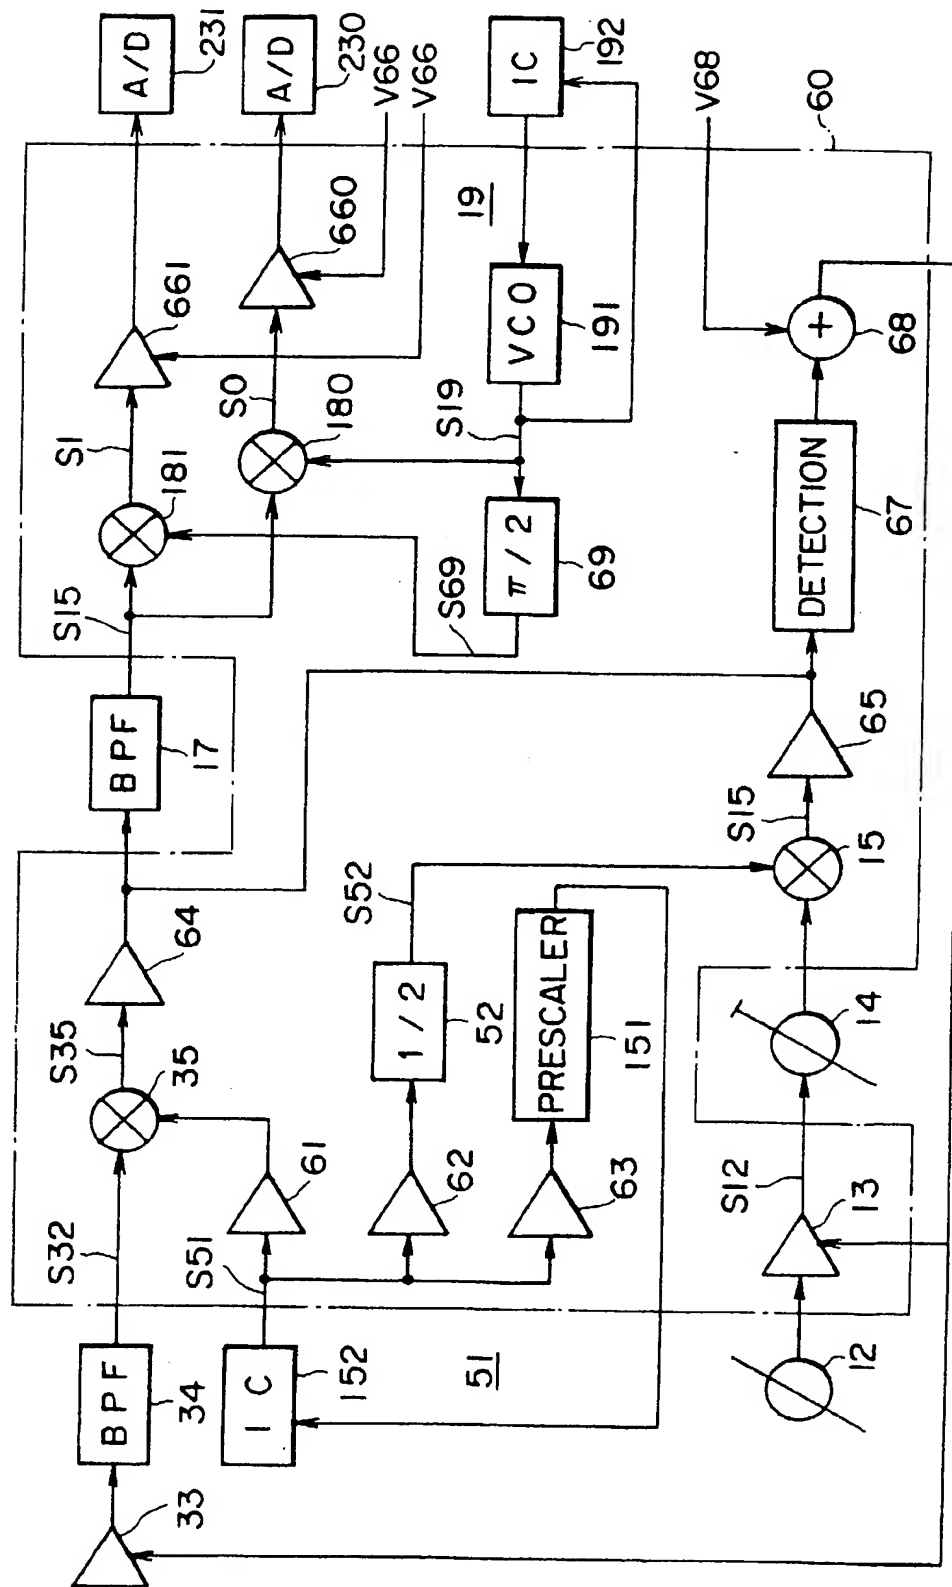 33
BPF
34
S32
35
S35
64
BPF
17
S15
181
S1
661
A/D
231
S0
180
660
A/D
230
V66
V66
IC
152
S51
61
62
63
51
1/2
52
S52
PRESCALER
151
S69
π/2
69
S19
VCO
191
19
IC
192
12
13
S12
14
15
S15
65
DETECTION
67
+
68
V68
60